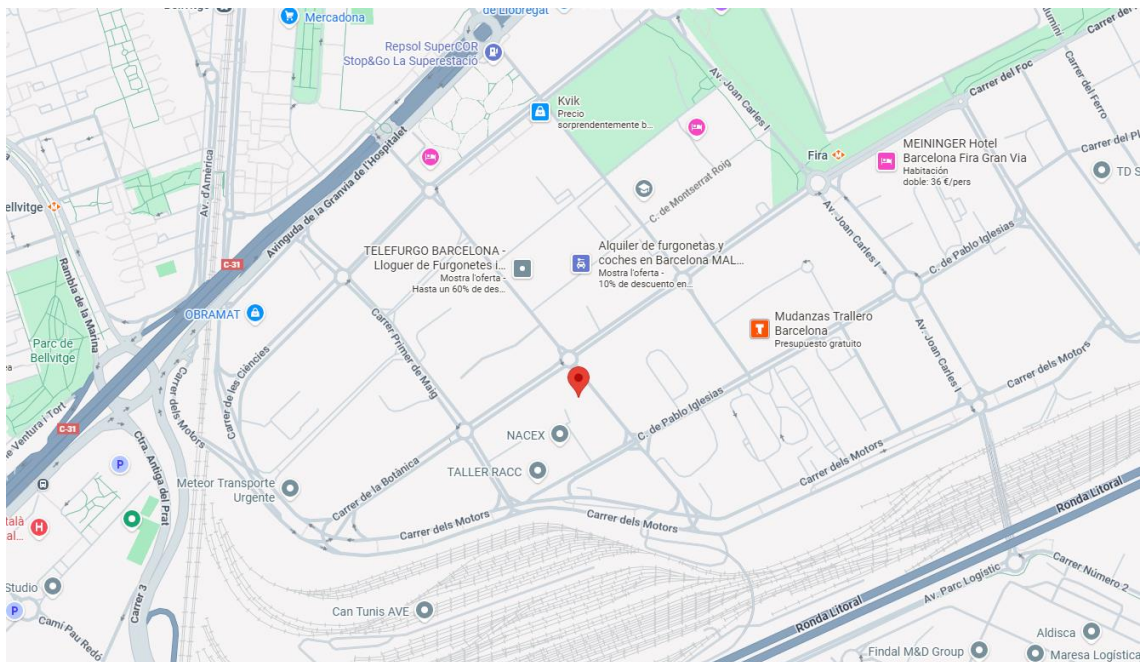 Mercadona
de Llobregat
Repsol SuperCOR
Stop&Go La Superestació
Kvik
Precio
sorprendentemente b...
Av. Joan Carles I
Carrer del Foc
Carrer del Ferro
Fira
MEININGER Hotel
Barcelona Fira Gran Via
Habitación
doble: 36 €/pers
TD S
Av. d'Amèrica
Avinguda de la Granvia de l'Hospitalet
C. de Montserrat Roig
ellvitge
Rambla de la Marina
C-31
TELEFURGO BARCELONA -
Lloguer de Furgonetes i...
Mostra l'oferta -
Hasta un 60% de des...
Alquiler de furgonetas y
coches en Barcelona MAL...
Mostra l'oferta -
10% de descuento en...
Av. Joan Carles I
C. de Pablo Iglesias
OBRAMAT
Mudanzas Trallero
Barcelona
Presupuesto gratuito
Parc de
Bellvitge
Carrer de les Ciències
Carrer Primer de Maig
Av. Joan Carles I
Carrer dels Motors
Carrer dels Motors
de Ventura i Tort
C-31
C. de Pablo Iglesias
NACEX
TALLER RACC
P
Ctra. Antiga del Prat
Meteor Transporte
Urgente
Carrer de la Botànica
Carrer dels Motors
Carrer dels Motors
Carrer dels Motors
Ronda Litoral
H
Studio
P
Camí Pau Redó
Carrer 3
Can Tunis AVE
Ronda Litoral
Av. Parc Logístic
Carrer Número 2
Aldisca
Findal M&D Group
Maresa Logística